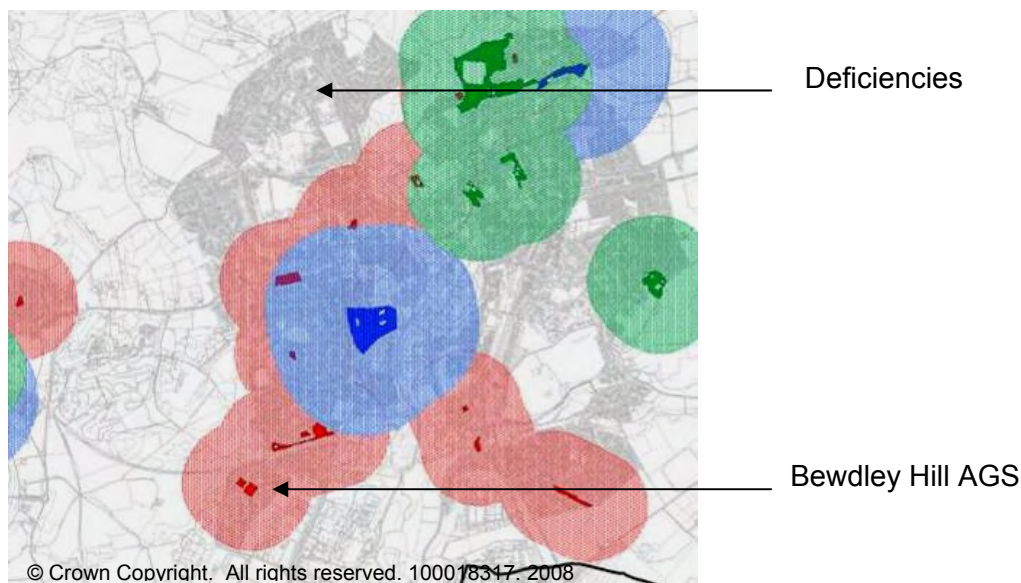 Deficiencies
Bewdley Hill AGS
© Crown Copyright. All rights reserved. 100018317. 2008